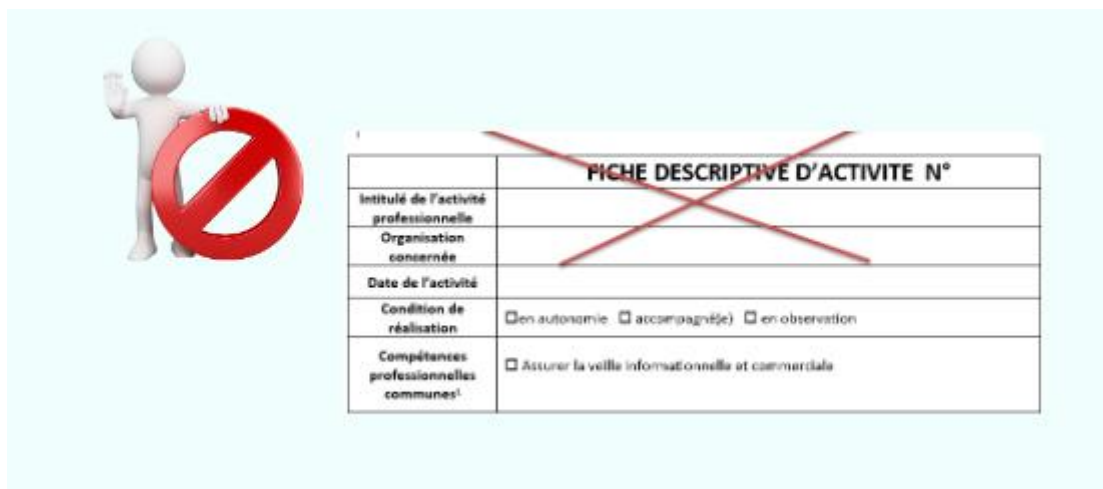 FICHE DESCRIPTIVE D'ACTIVITE N°
Intitulé de l'activité
professionnelle
Organisation
concernée
Date de l'activité
Condition de
réalisation
☐en autonomie ☐ accompagné(e) ☐ en observation
Compétences
professionnelles
communes¹
☐ Assurer la veille informationnelle et commerciale